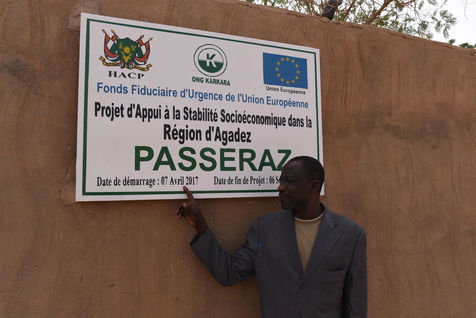 HACP
K
ONG KARKARA
Union Européenne
Fonds Fiduciaire d'Urgence de l'Union Européenne
Projet d'Appui à la Stabilité Socioéconomique dans la
Région d'Agadez
PASSERAZ
Date de démarrage : 07 Avril 2017 Date de fin de Projet : 06